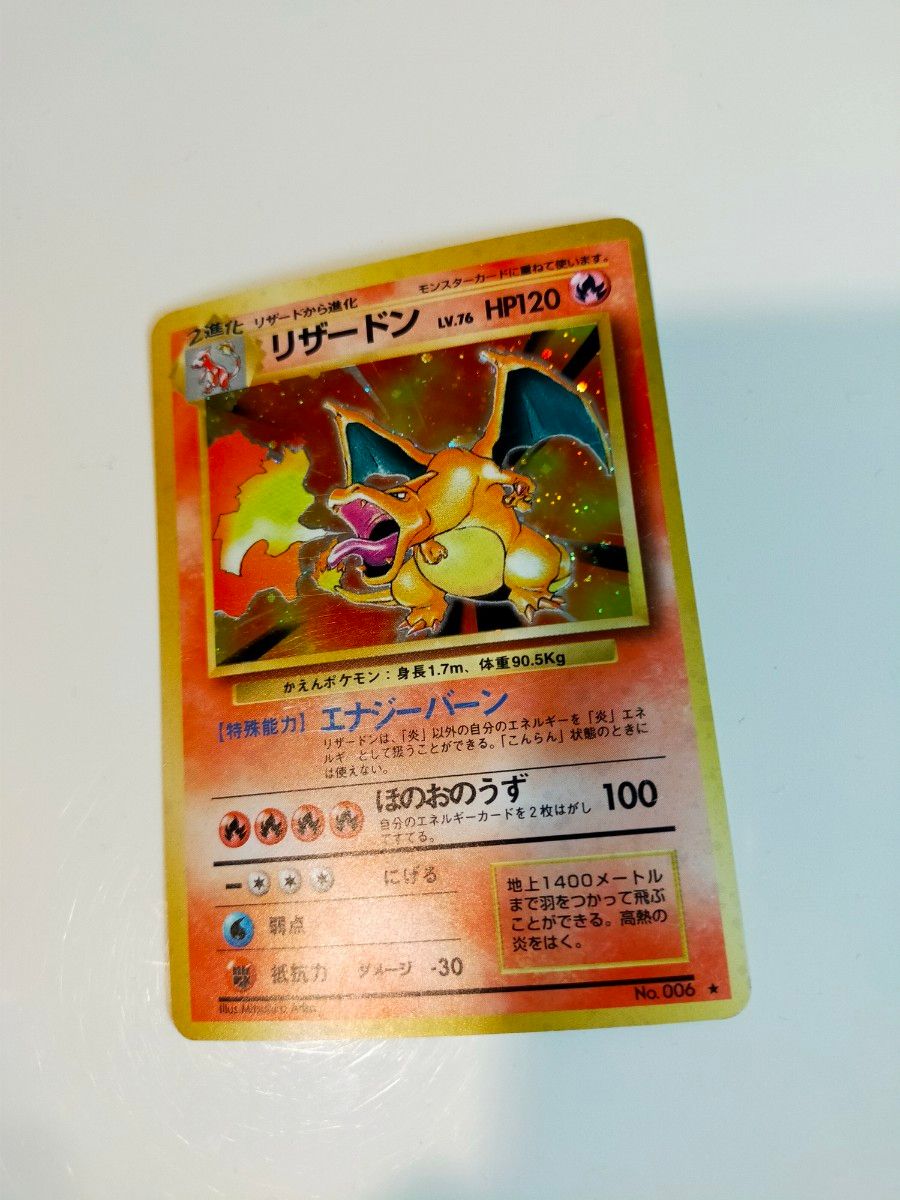 2進化 リザードから進化 モンスターカードに重ねて使います。
リザードン LV.76 HP120
かえんポケモン：身長1.7m、体重90.5Kg
【特殊能力】 エナジーバーン
リザードンは、「炎」以外の自分のエネルギーを「炎」エネ
ルギ として扱うことができる。「こんらん」状態のときに
は使えない。
ほのおのうず 100
自分のエネルギーカードを2枚はがし
てすてる。
にげる
弱点
抵抗力 ダメージ -30
地上1400メートル
まで羽をつかって飛ぶ
ことができる。高熱の
炎をはく。
Illus. Mitsuhiro Arita
No. 006 ★